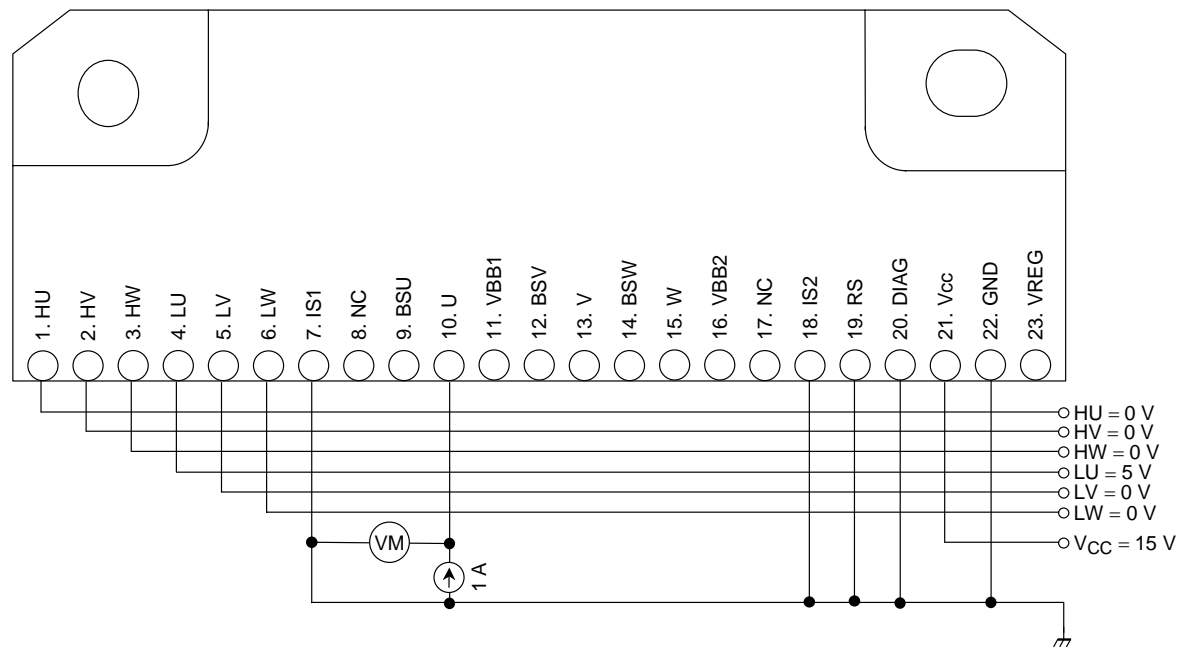 1. HU
2. HV
3. HW
4. LU
5. LV
6. LW
7. IS1
8. NC
9. BSU
10. U
11. VBB1
12. BSV
13. V
14. BSW
15. W
16. VBB2
17. NC
18. IS2
19. RS
20. DIAG
21. Vcc
22. GND
23. VREG
HU = 0 V
HV = 0 V
HW = 0 V
LU = 5 V
LV = 0 V
LW = 0 V
VCC = 15 V
VM
1 A